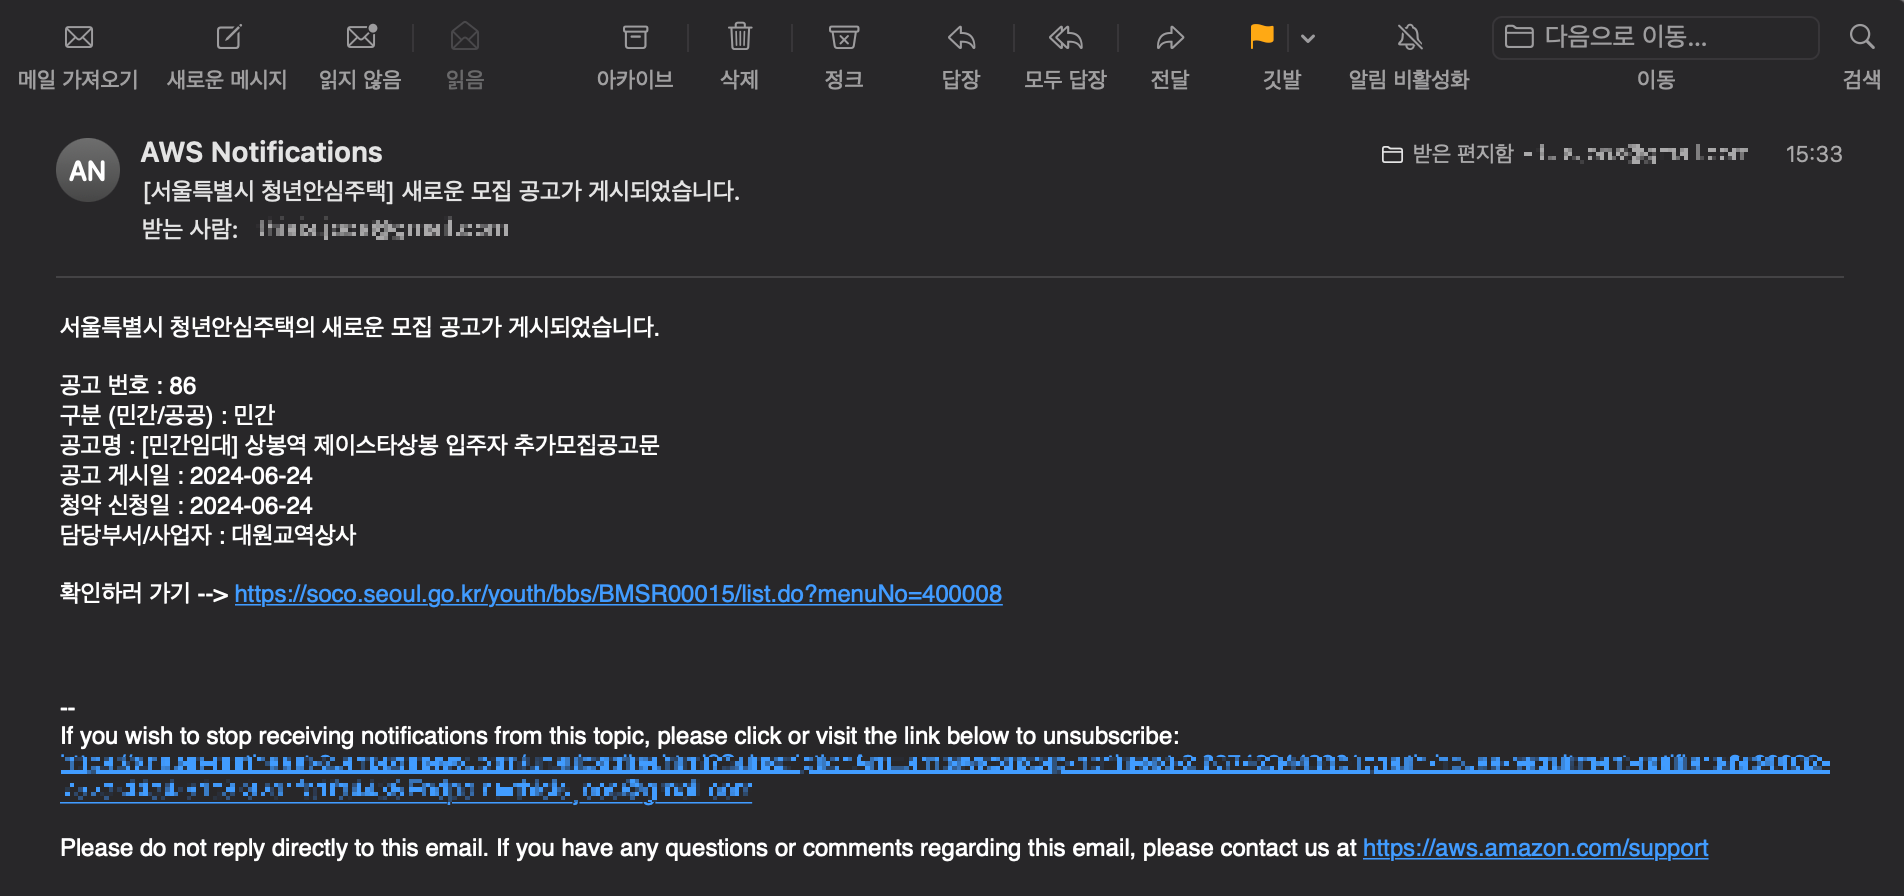 메일 가져오기
새로운 메시지
읽지 않음
읽음
아카이브
삭제
정크
답장
모두 답장
전달
깃발
알림 비활성화
다음으로 이동...
이동
검색
AN
AWS Notifications
받은 편지함 -
15:33
[서울특별시 청년안심주택] 새로운 모집 공고가 게시되었습니다.
받는 사람:
서울특별시 청년안심주택의 새로운 모집 공고가 게시되었습니다.
공고 번호 : 86
구분 (민간/공공) : 민간
공고명 : [민간임대] 상봉역 제이스타상봉 입주자 추가모집공고문
공고 게시일 : 2024-06-24
청약 신청일 : 2024-06-24
담당부서/사업자 : 대원교역상사
확인하러 가기 --> https://soco.seoul.go.kr/youth/bbs/BMSR00015/list.do?menuNo=400008
--
If you wish to stop receiving notifications from this topic, please click or visit the link below to unsubscribe:
Please do not reply directly to this email. If you have any questions or comments regarding this email, please contact us at https://aws.amazon.com/support